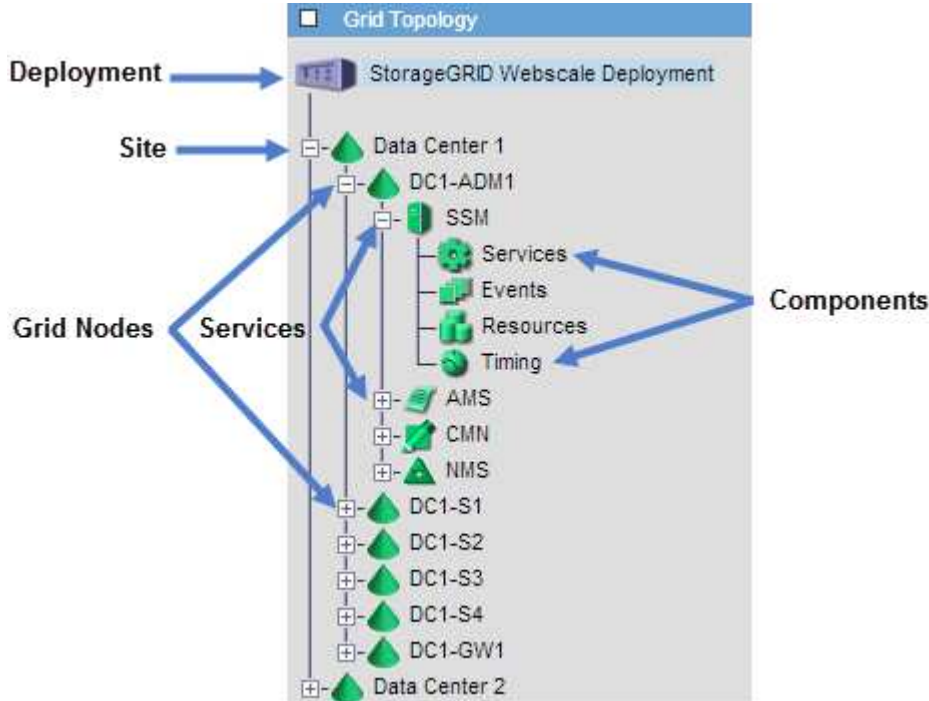 Grid Topology
Deployment
StorageGRID Webscale Deployment
Site
Data Center 1
DC1-ADM1
SSM
Services
Events
Components
Resources
Grid Nodes
Services
Timing
AMS
CMN
NMS
DC1-S1
DC1-S2
DC1-S3
DC1-S4
DC1-GW1
Data Center 2